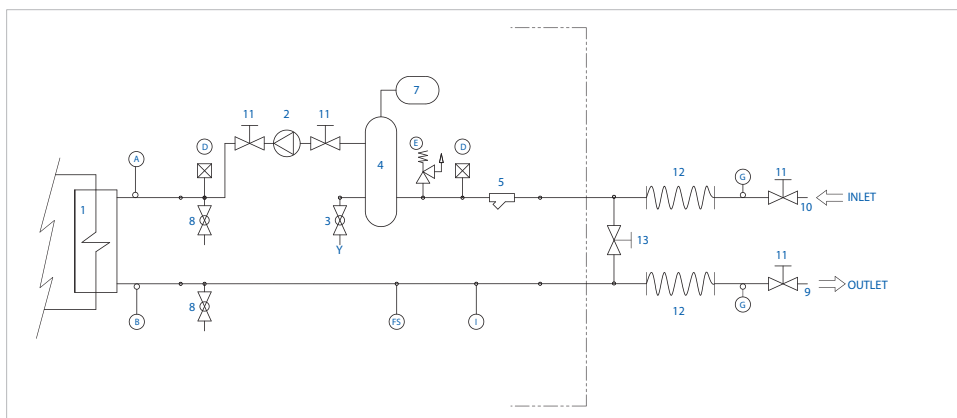 7
11 2 11
D E D
A 4 12 G 11
5
1 10 INLET
8 3 13
Y
11
8 9 OUTLET
B FS I 12 G